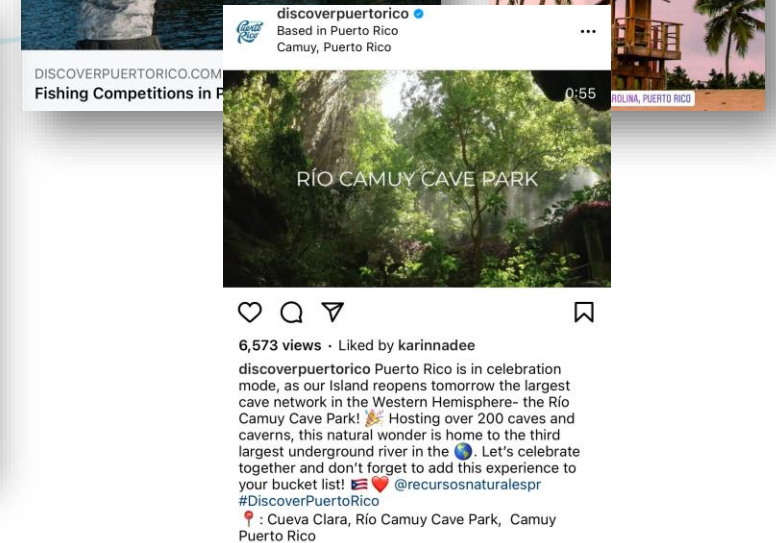 DISCOVERPUERTORICO.COM
Fishing Competitions in P
Puerto
Rico
discoverpuertorico
Based in Puerto Rico
Camuy, Puerto Rico
0:55
RÍO CAMUY CAVE PARK
ROLINA, PUERTO RICO
6,573 views · Liked by karinnadee
discoverpuertorico Puerto Rico is in celebration
mode, as our Island reopens tomorrow the largest
cave network in the Western Hemisphere- the Río
Camuy Cave Park! 🎉 Hosting over 200 caves and
caverns, this natural wonder is home to the third
largest underground river in the 🌎. Let's celebrate
together and don't forget to add this experience to
your bucket list! 🇵🇷❤️ @recursosnaturalespr
#DiscoverPuertoRico
📍: Cueva Clara, Río Camuy Cave Park, Camuy
Puerto Rico